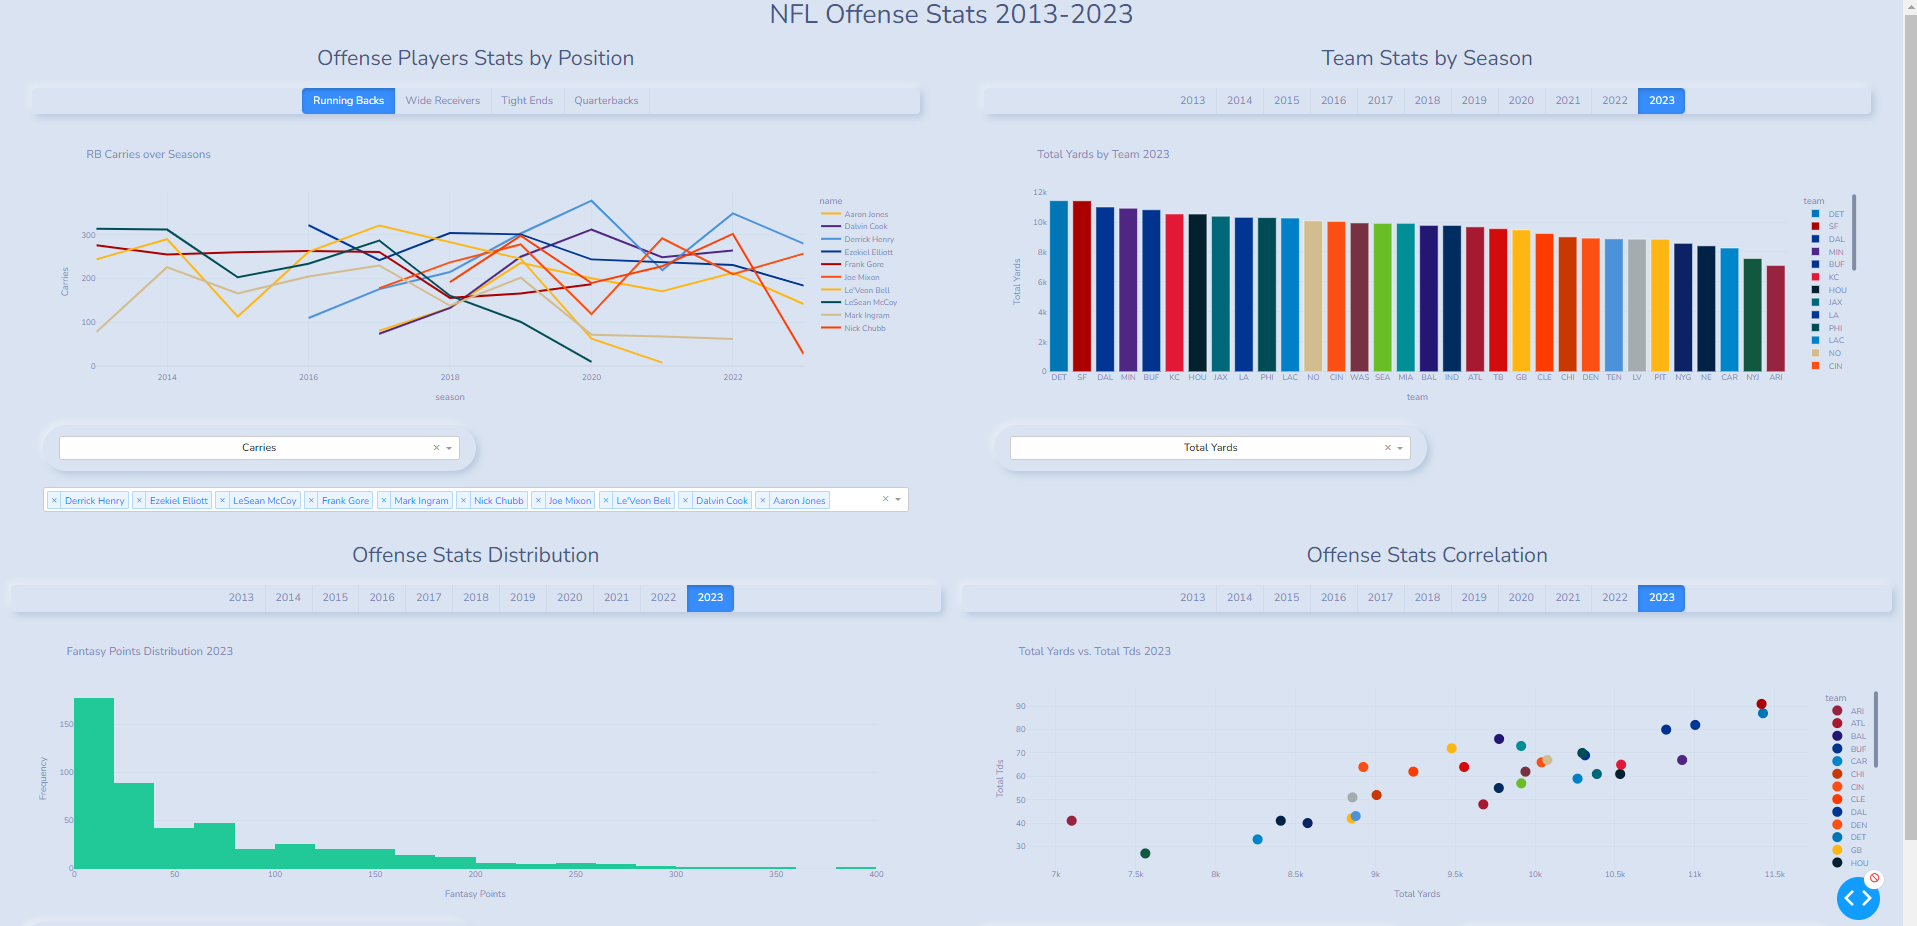 NFL Offense Stats 2013-2023
Offense Players Stats by Position
Running Backs Wide Receivers Tight Ends Quarterbacks
RB Carries over Seasons
Carries
300
200
100
0
2014 2016 2018 2020 2022
season
name
Aaron Jones
Dalvin Cook
Derrick Henry
Ezekiel Elliott
Frank Gore
Joe Mixon
Le'Veon Bell
LeSean McCoy
Mark Ingram
Nick Chubb
Carries ×
× Derrick Henry × Ezekiel Elliott × LeSean McCoy × Frank Gore × Mark Ingram × Nick Chubb × Joe Mixon × Le'Veon Bell × Dalvin Cook × Aaron Jones ×
Team Stats by Season
2013 2014 2015 2016 2017 2018 2019 2020 2021 2022 2023
Total Yards by Team 2023
Total Yards
12k
10k
8k
6k
4k
2k
0
DET SF DAL MIN BUF KC HOU JAX LA PHI LAC NO CIN WAS SEA MIA BAL IND ATL TB GB CLE CHI DEN TEN LV PIT NYG NE CAR NYJ ARI
team
team
DET
SF
DAL
MIN
BUF
KC
HOU
JAX
LA
PHI
LAC
NO
CIN
Total Yards ×
Offense Stats Distribution
2013 2014 2015 2016 2017 2018 2019 2020 2021 2022 2023
Fantasy Points Distribution 2023
Frequency
150
100
50
0
0 50 100 150 200 250 300 350 400
Fantasy Points
Offense Stats Correlation
2013 2014 2015 2016 2017 2018 2019 2020 2021 2022 2023
Total Yards vs. Total Tds 2023
Total Tds
90
80
70
60
50
40
30
7k 7.5k 8k 8.5k 9k 9.5k 10k 10.5k 11k 11.5k
Total Yards
team
ARI
ATL
BAL
BUF
CAR
CHI
CIN
CLE
DAL
DEN
DET
GB
HOU